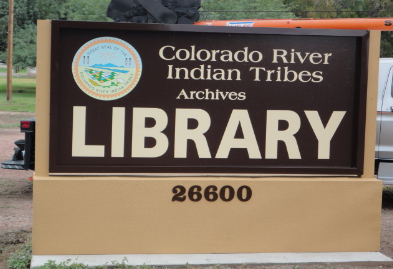 Colorado River
Indian Tribes
Archives
LIBRARY
26600